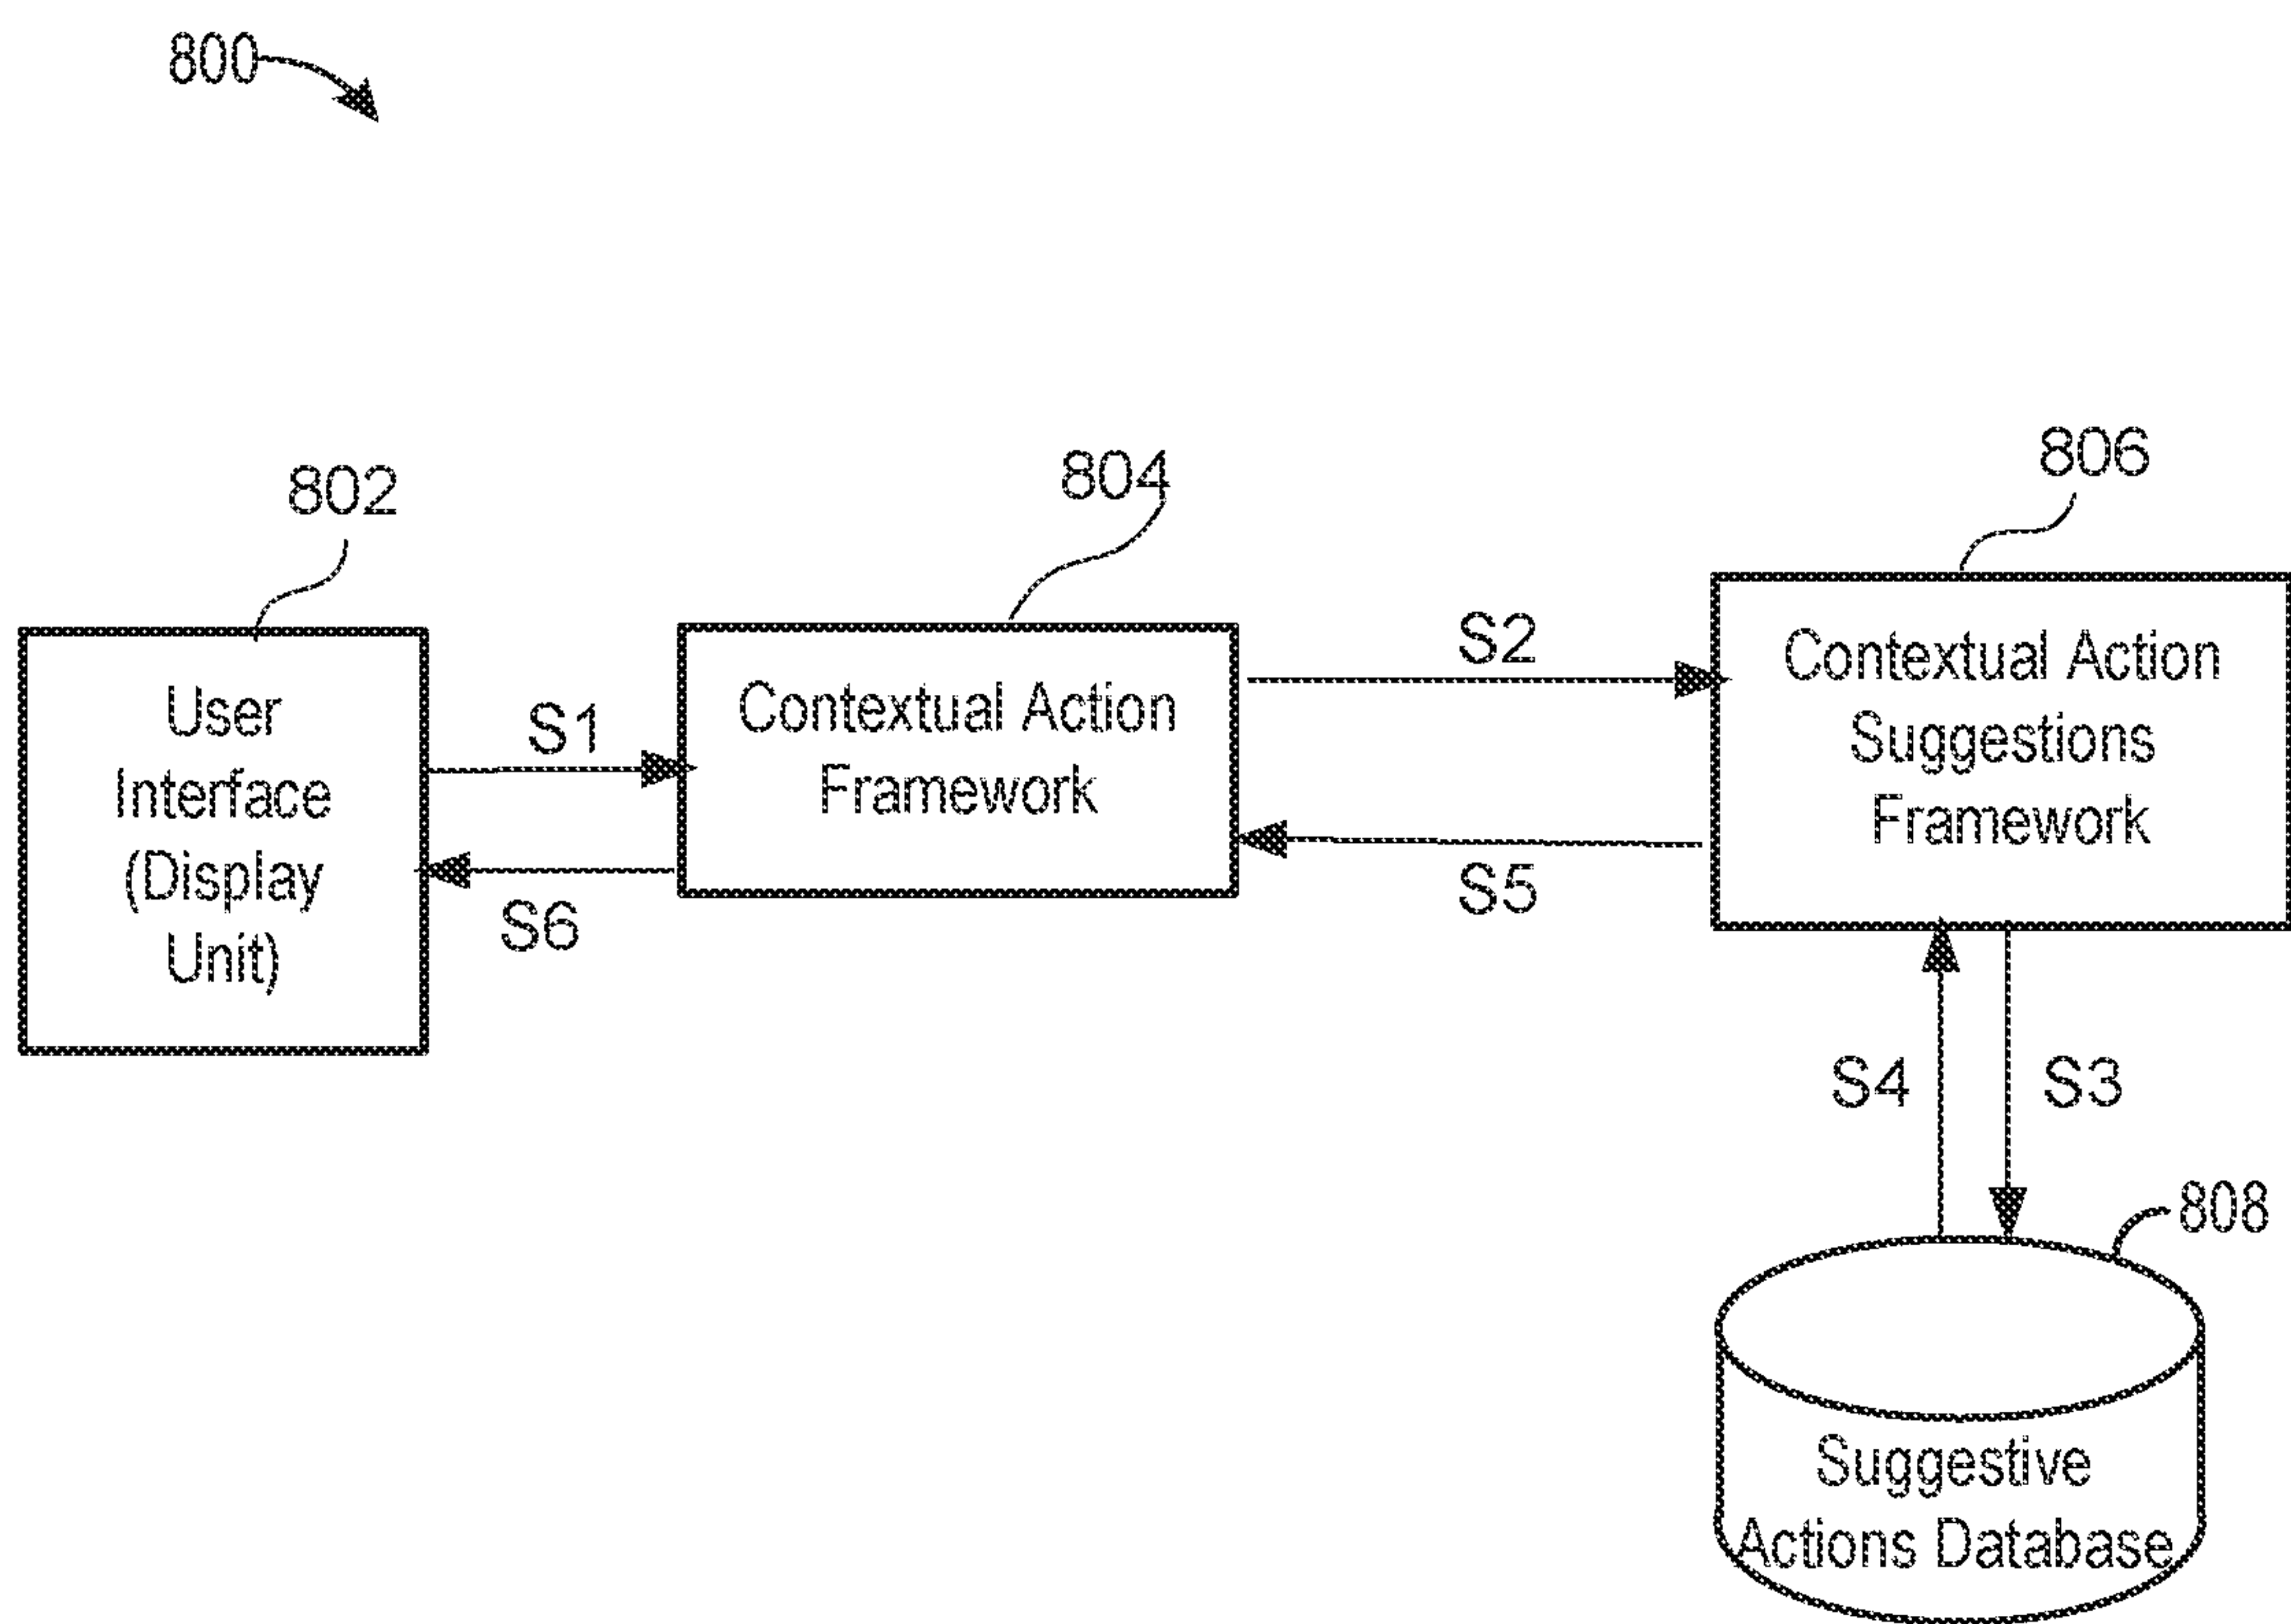 800
802
804
806
User
Interface
(Display
Unit)
S1
S6
Contextual Action
Framework
S2
S5
Contextual Action
Suggestions
Framework
S4
S3
808
Suggestive
Actions Database